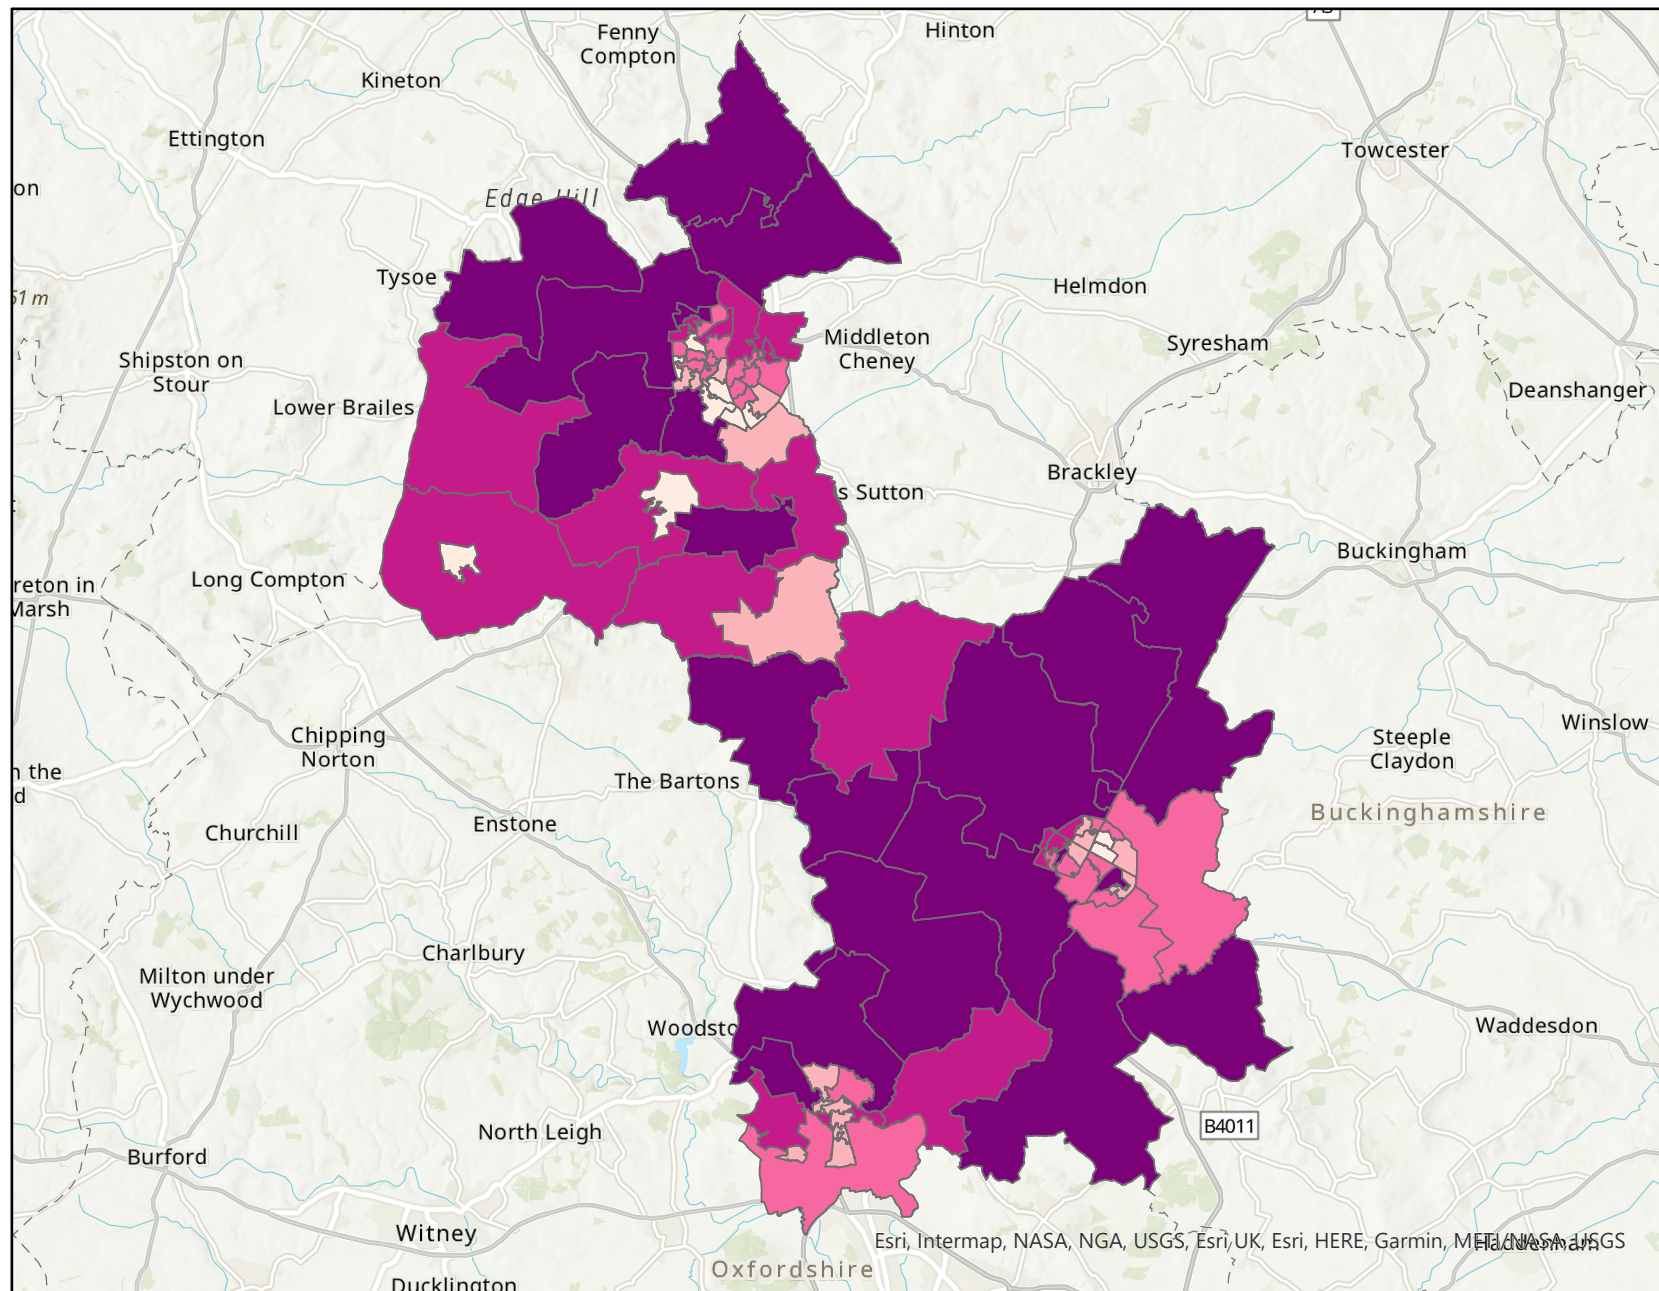 A5
Hinton
Fenny
Compton
Kineton
Ettington
Towcester
on
Edge Hill
Tysoe
51 m
Helmdon
Middleton
Cheney
Syresham
Shipston on
Stour
Deanshanger
Lower Brailes
Brackley
s Sutton
Buckingham
Long Compton
reton in
Marsh
Winslow
Chipping
Norton
Steeple
Claydon
The Bartons
n the
d
Buckinghamshire
Churchill
Enstone
Charlbury
Milton under
Wychwood
Woodsto
Waddesdon
B4011
North Leigh
Burford
Witney
Haddenham
Esri, Intermap, NASA, NGA, USGS, Esri UK, Esri, HERE, Garmin, METI/NASA, USGS
Oxfordshire
Ducklington